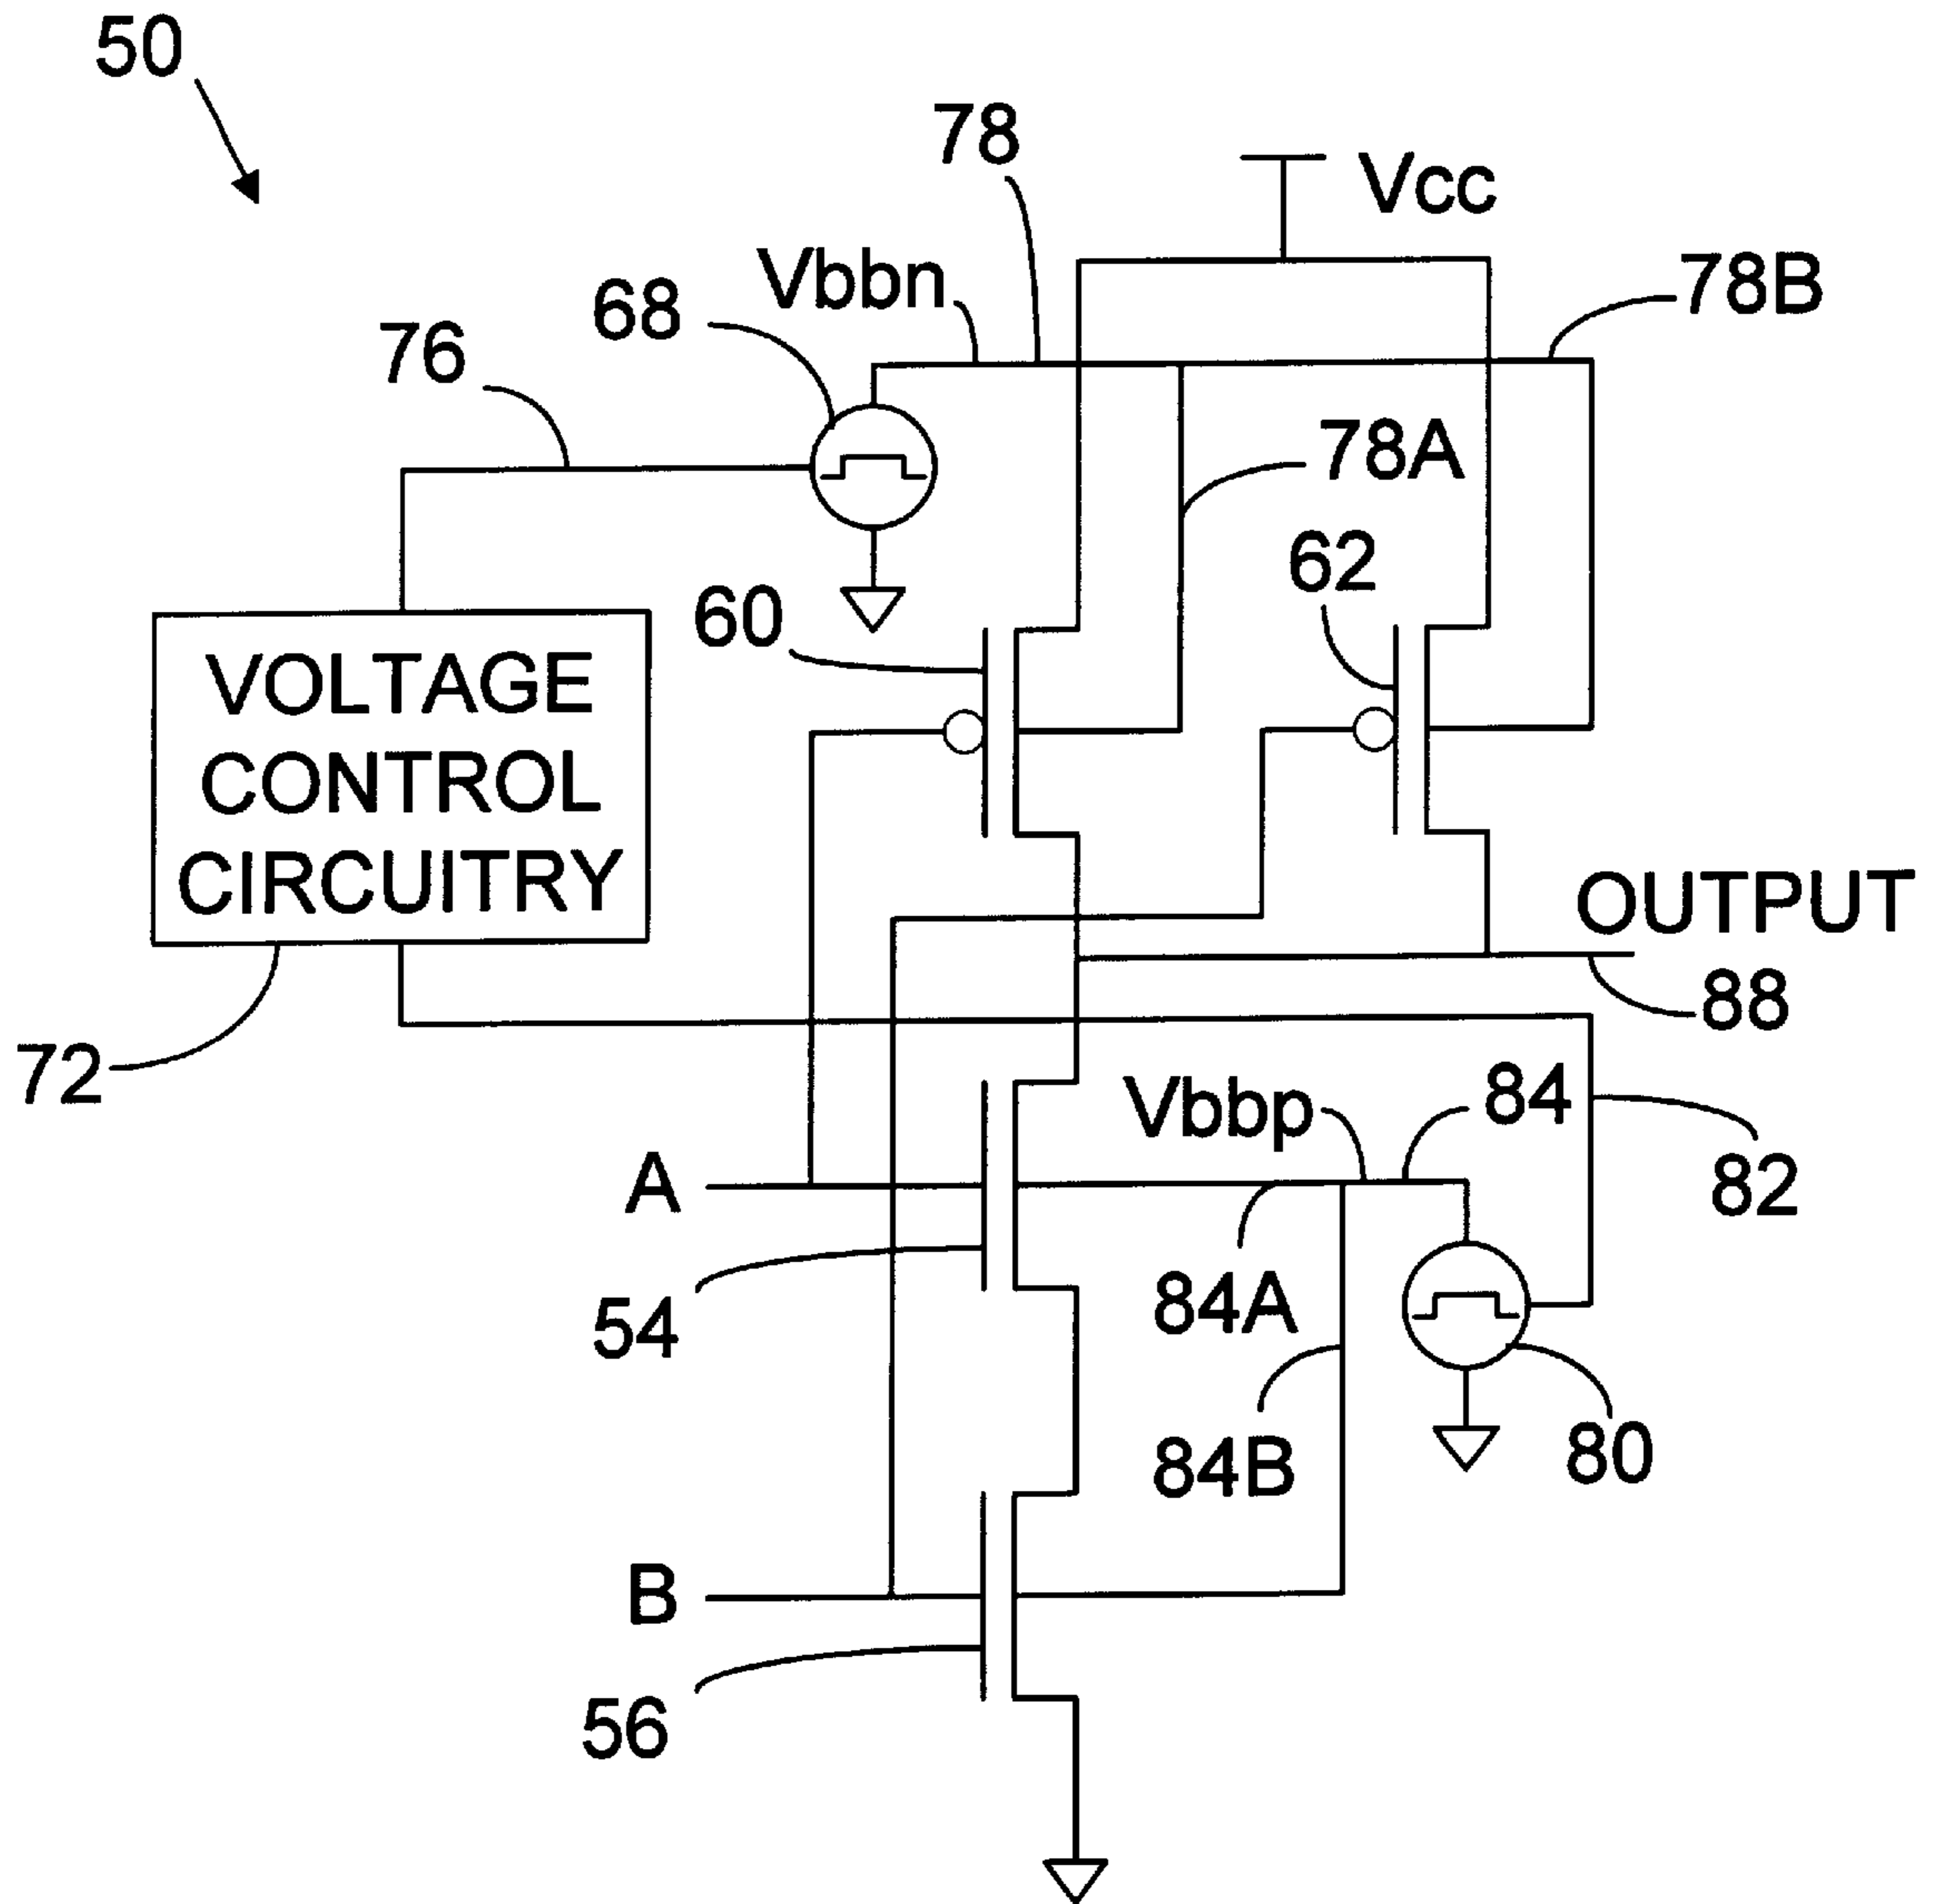 50
78
Vcc
Vbbn
78B
68
76
78A
62
60
VOLTAGE
CONTROL
CIRCUITRY
OUTPUT
88
72
Vbbp
84
A
82
54
84A
84B
80
B
56